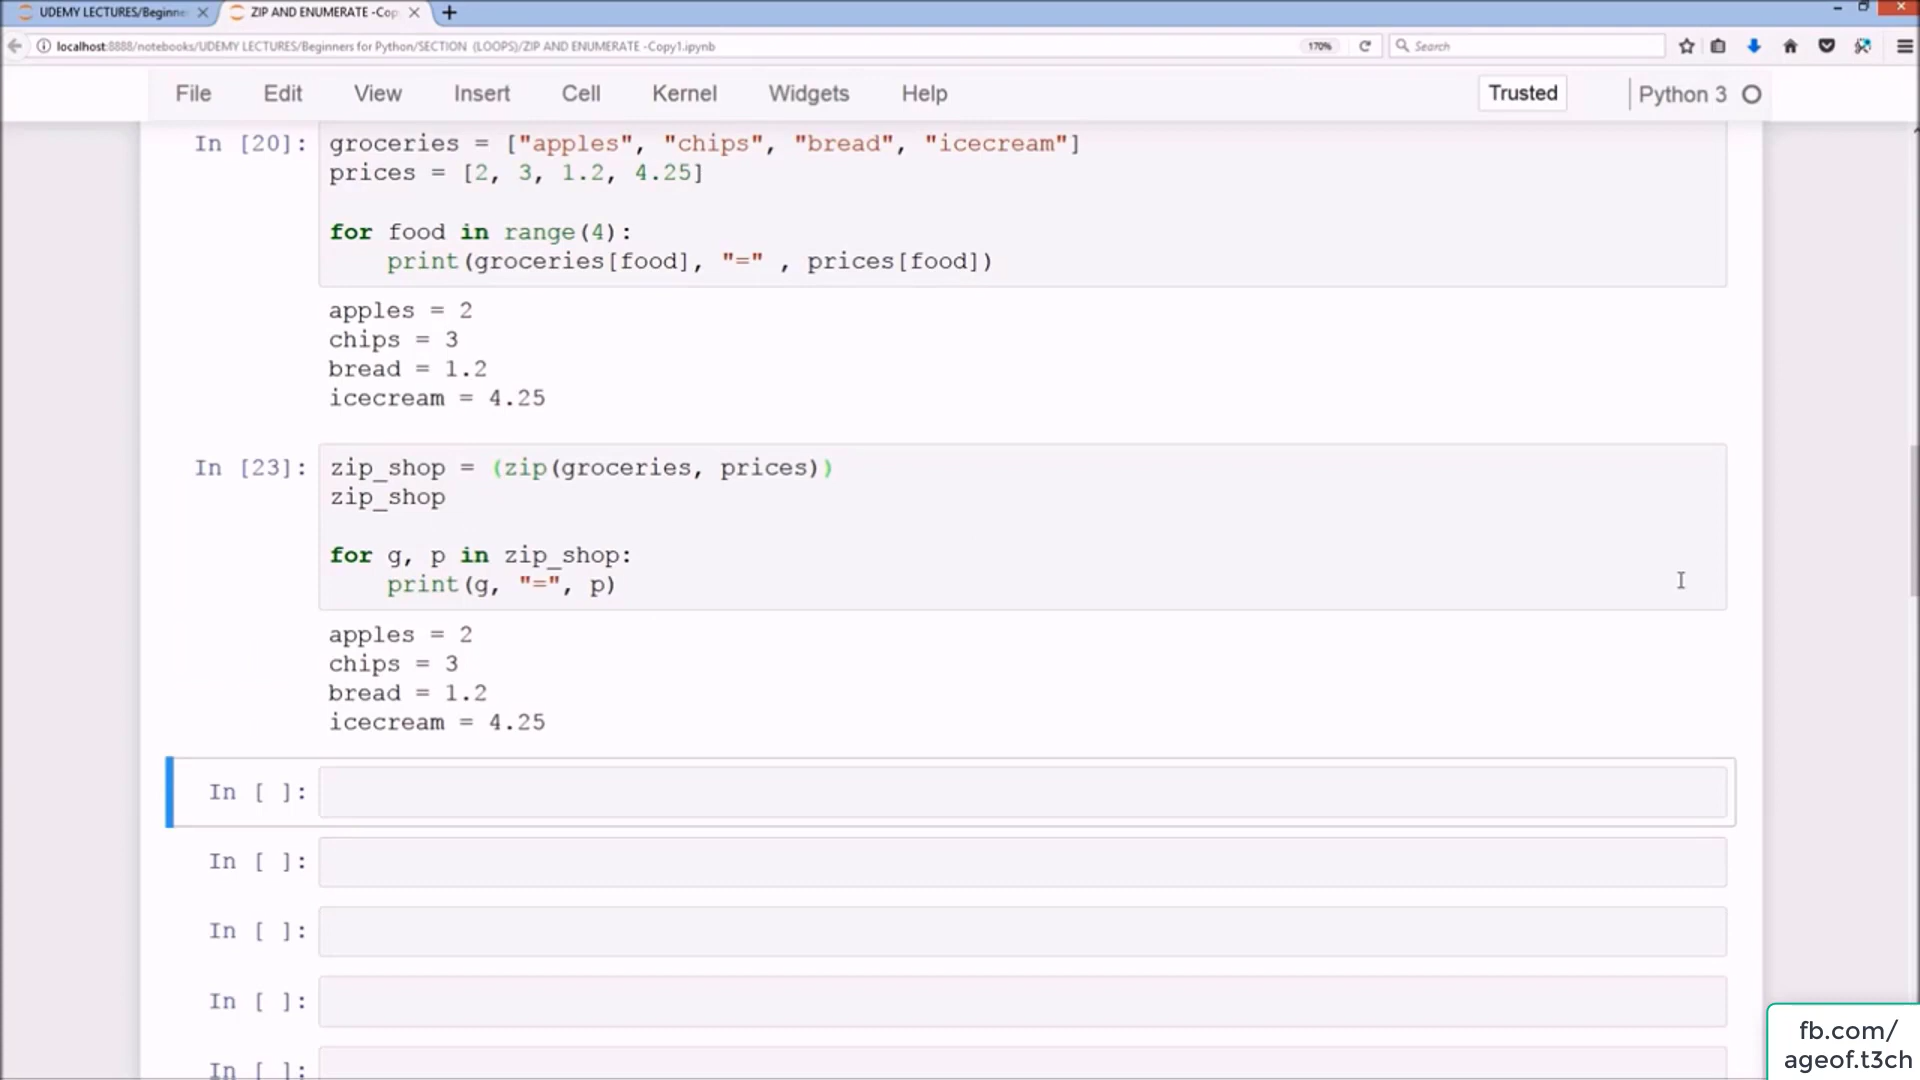 UDEMY LECTURES/Beginne
ZIP AND ENUMERATE -Cop
localhost:8888/notebooks/UDEMY LECTURES/Beginners for Python/SECTION (LOOPS)/ZIP AND ENUMERATE -Copy1.ipynb
170%
Search
File Edit View Insert Cell Kernel Widgets Help
Trusted
Python 3
In [20]: groceries = ["apples", "chips", "bread", "icecream"]
prices = [2, 3, 1.2, 4.25]
for food in range(4):
print(groceries[food], "=" , prices[food])
apples = 2
chips = 3
bread = 1.2
icecream = 4.25
In [23]: zip_shop = (zip(groceries, prices))
zip_shop
for g, p in zip_shop:
print(g, "=", p)
apples = 2
chips = 3
bread = 1.2
icecream = 4.25
In [ ]:
In [ ]:
In [ ]:
In [ ]:
In [ ]:
fb.com/
ageof.t3ch